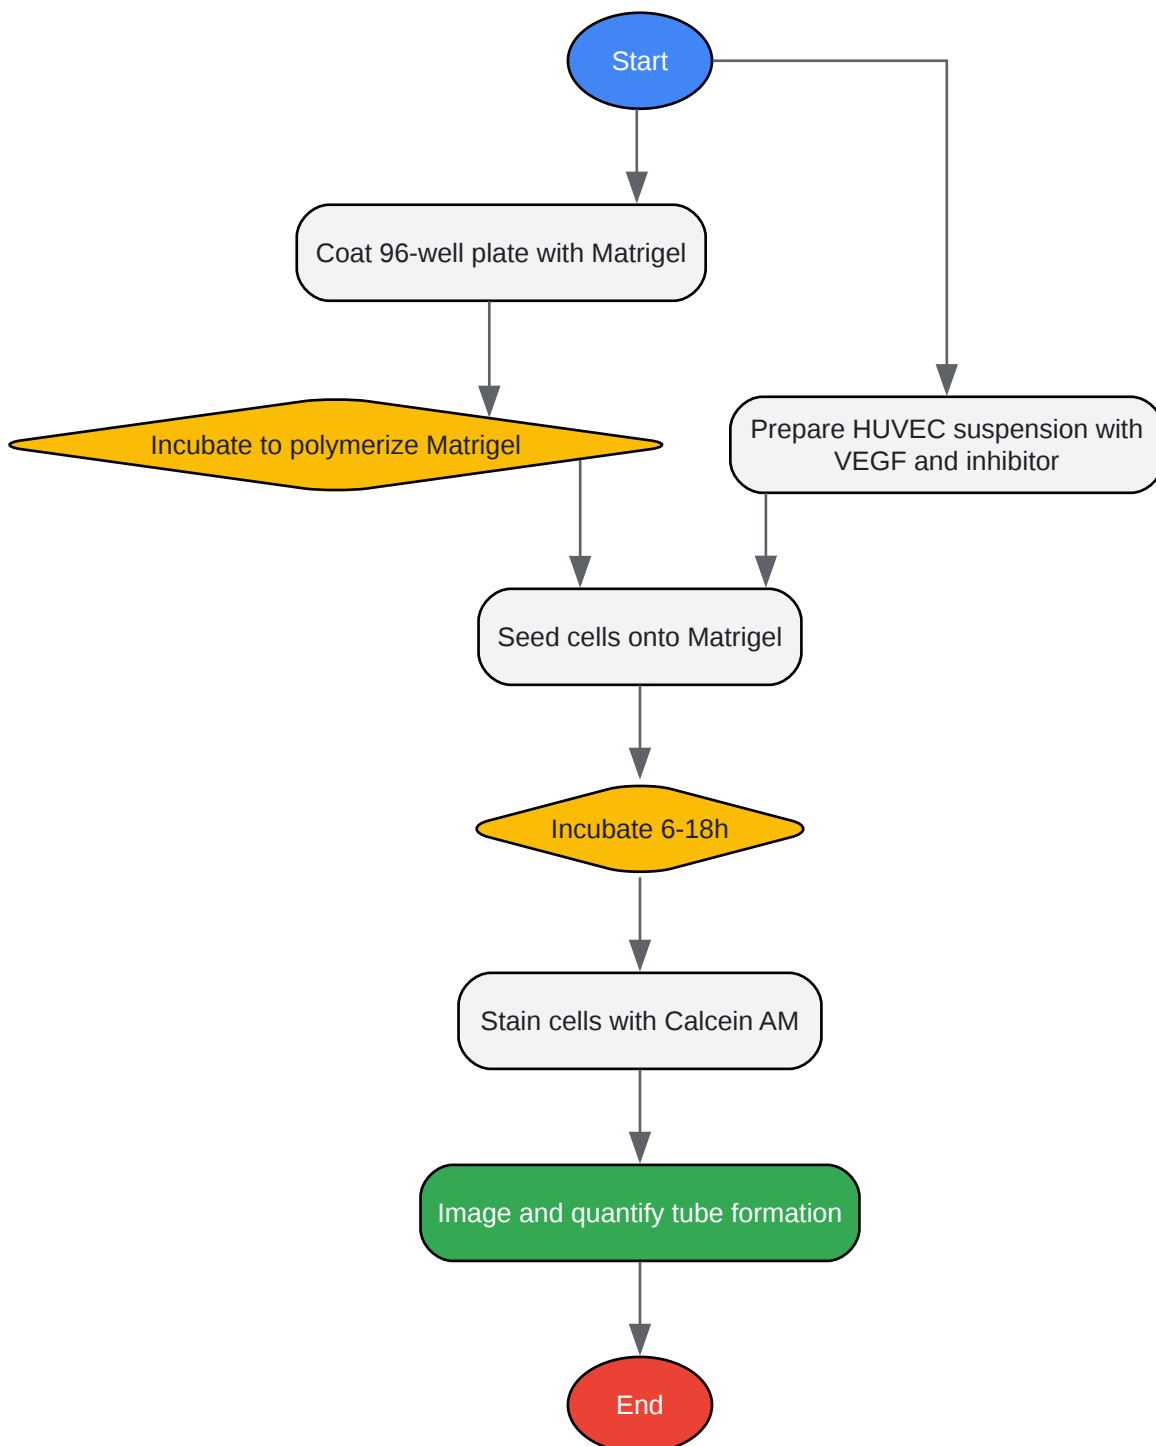 Start
Coat 96-well plate with Matrigel
Incubate to polymerize Matrigel
Prepare HUVEC suspension with
VEGF and inhibitor
Seed cells onto Matrigel
Incubate 6-18h
Stain cells with Calcein AM
Image and quantify tube formation
End